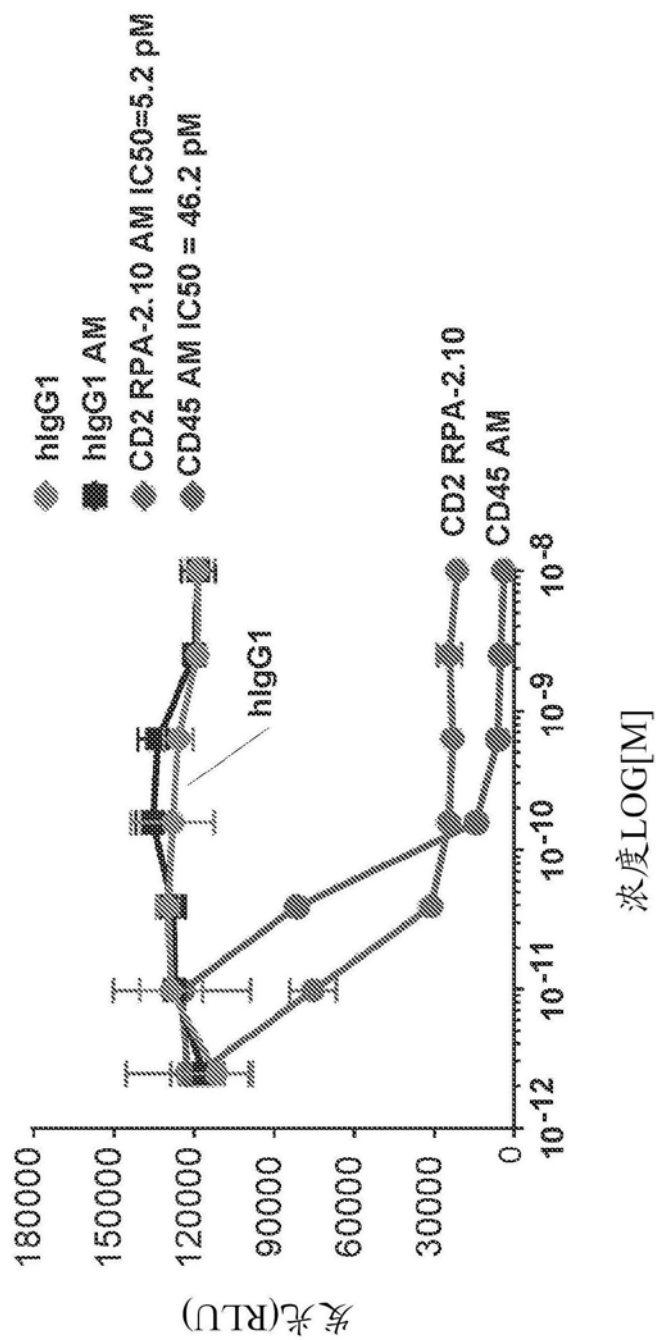 发光(RLU)
180000
150000
120000
90000
60000
30000
0
10-12
10-11
10-10
10-9
10-8
浓度LOG[M]
hIgG1
CD2 RPA-2.10
CD45 AM
hIgG1
hIgG1 AM
CD2 RPA-2.10 AM IC50=5.2 pM
CD45 AM IC50 = 46.2 pM